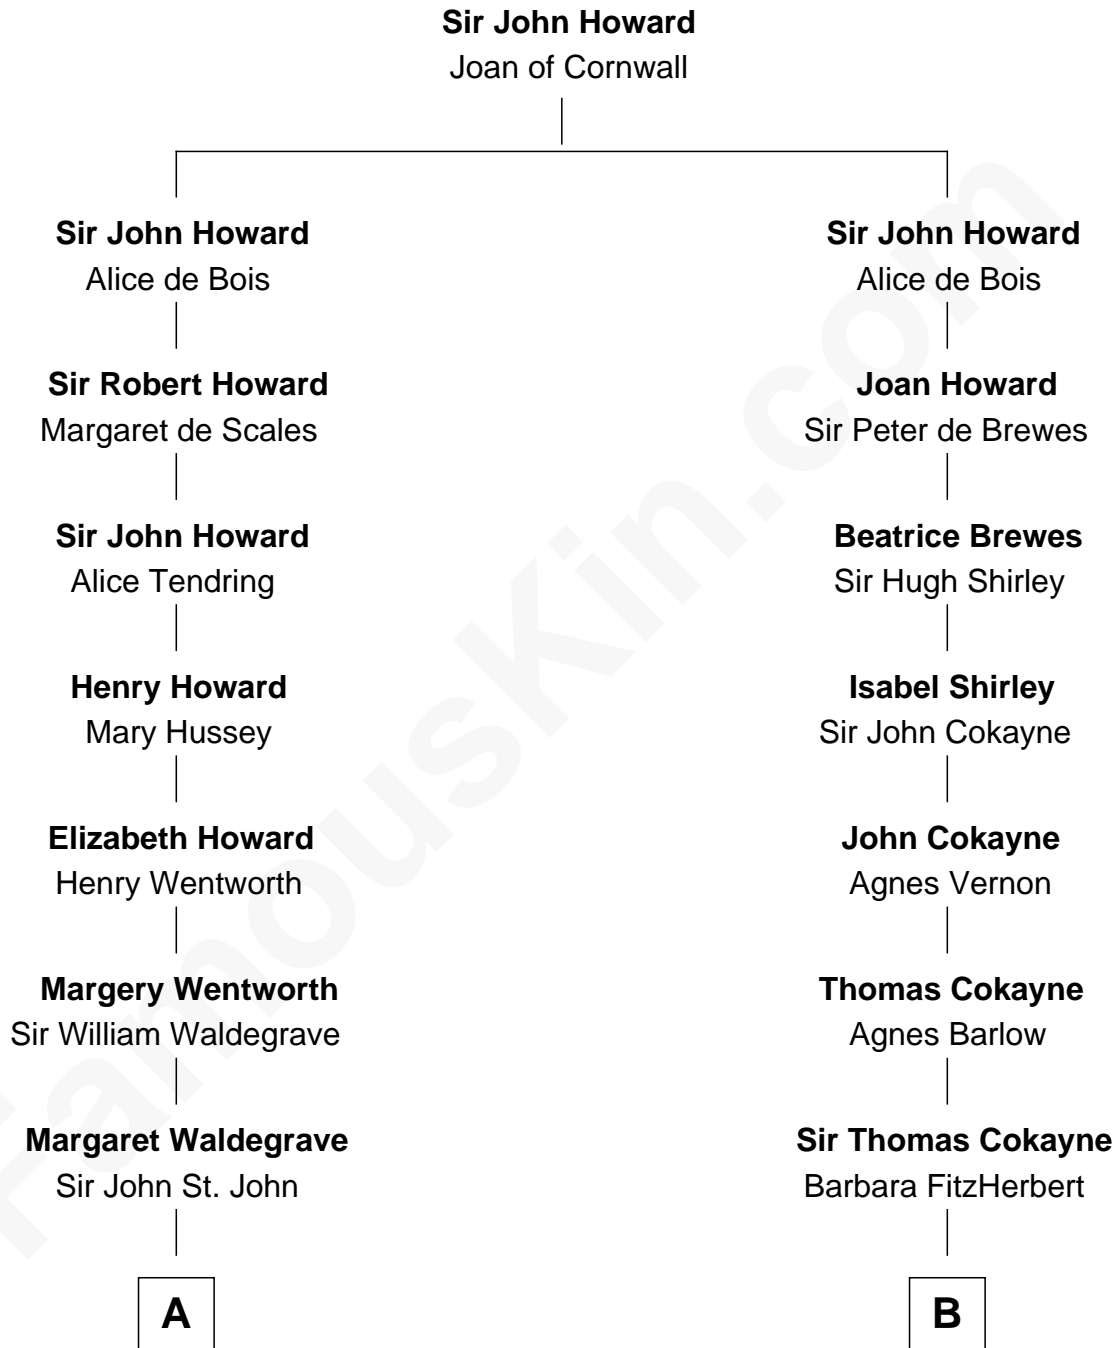 Sir John Howard
Joan of Cornwall
Sir John Howard
Alice de Bois
Sir Robert Howard
Margaret de Scales
Sir John Howard
Alice Tendring
Henry Howard
Mary Hussey
Elizabeth Howard
Henry Wentworth
Margery Wentworth
Sir William Waldegrave
Margaret Waldegrave
Sir John St. John
A
Sir John Howard
Alice de Bois
Joan Howard
Sir Peter de Brewes
Beatrice Brewes
Sir Hugh Shirley
Isabel Shirley
Sir John Cokayne
John Cokayne
Agnes Vernon
Thomas Cokayne
Agnes Barlow
Sir Thomas Cokayne
Barbara FitzHerbert
B
FamousKin.com